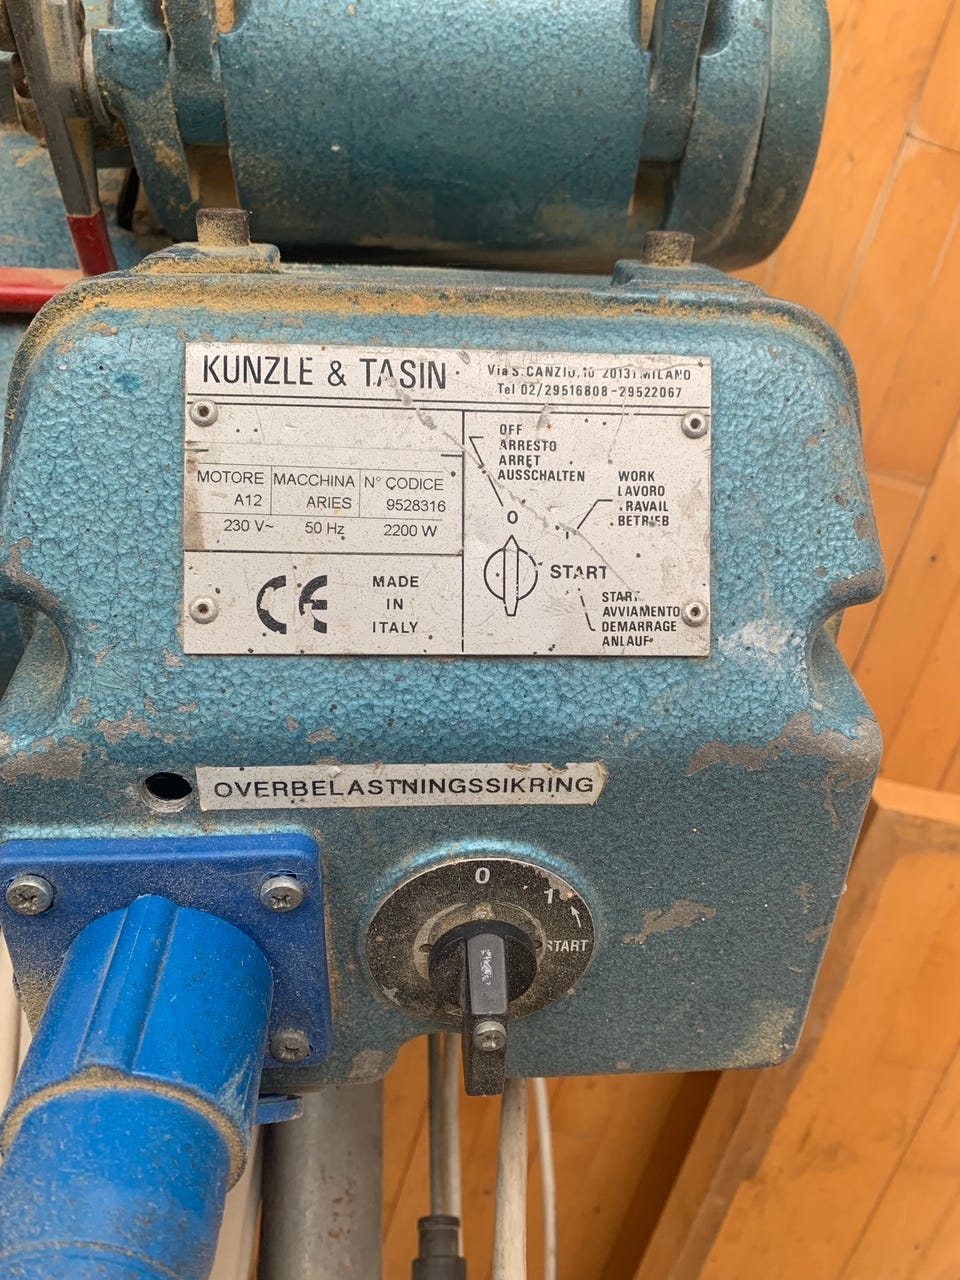 KUNZLE & TASIN
Via S. CANZIO, 10 20131 MILANO
Tel 02/29516808 - 29522067
MOTORE MACCHINA N° CODICE
A12 ARIES 9528316
230 V~ 50 Hz 2200 W
CE
MADE
IN
ITALY
OFF
ARRESTO
ARRET
AUSSCHALTEN
WORK
LAVORO
TRAVAIL
BETRIEB
0
1
START
START
AVVIAMENTO
DEMARRAGE
ANLAUF
OVERBELASTNINGSSIKRING
0
1
START